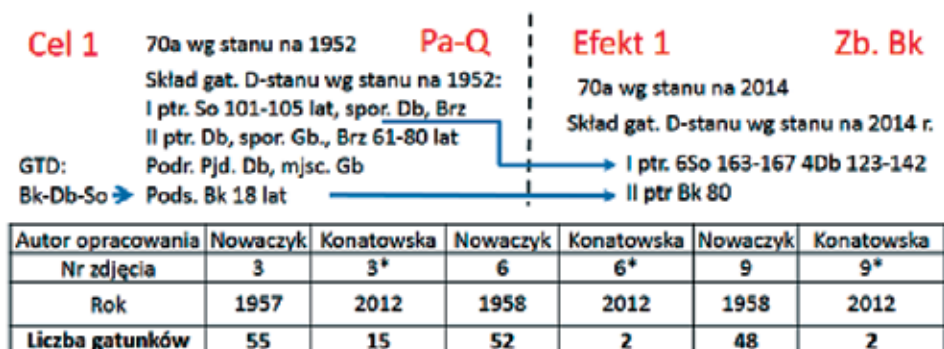 Cel 1 70a wg stanu na 1952 Pa-Q
Skład gat. D-stanu wg stanu na 1952:
I ptr. So 101-105 lat, spor. Db, Brz
II ptr. Db, spor. Gb., Brz 61-80 lat
GTD: Podr. Pjd. Db, mjsc. Gb
Bk-Db-So Pods. Bk 18 lat
Efekt 1 Zb. Bk
70a wg stanu na 2014
Skład gat. D-stanu wg stanu na 2014 r.
I ptr. 6So 163-167 4Db 123-142
II ptr Bk 80
Autor opracowania Nowaczyk Konatowska Nowaczyk Konatowska Nowaczyk Konatowska
Nr zdjęcia 3 3* 6 6* 9 9*
Rok 1957 2012 1958 2012 1958 2012
Liczba gatunków 55 15 52 2 48 2